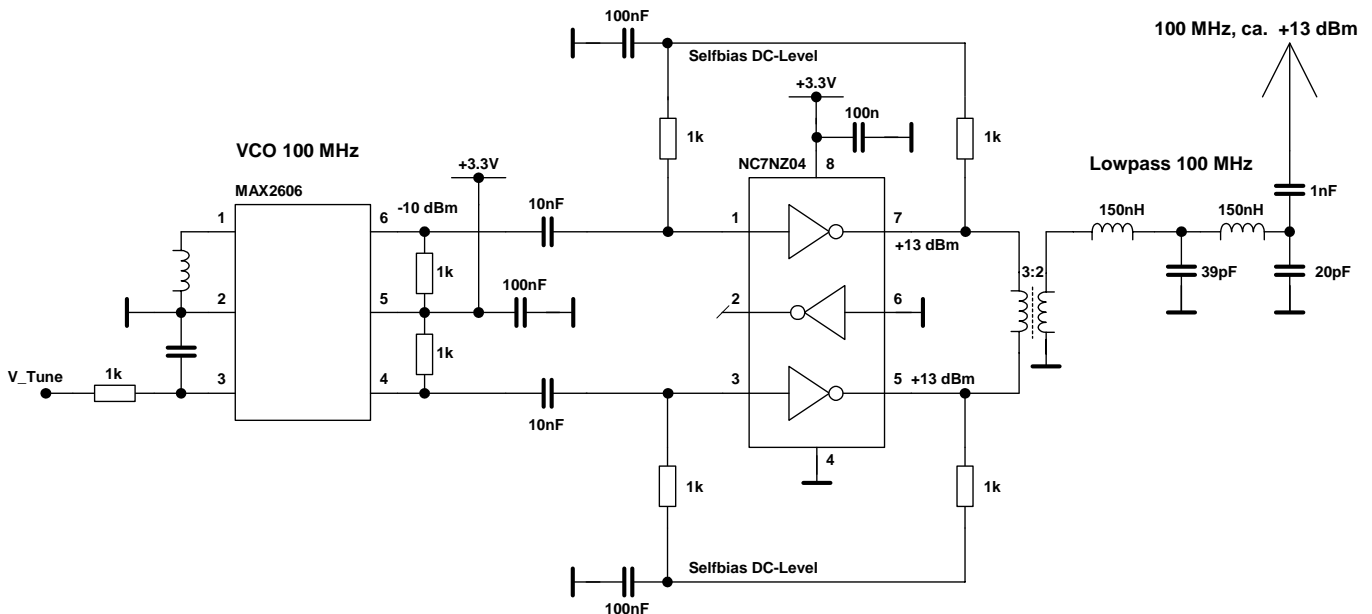 100nF
100 MHz, ca. +13 dBm
Selfbias DC-Level
+3.3V
100n
1k
1k
VCO 100 MHz
NC7NZ04
8
Lowpass 100 MHz
+3.3V
MAX2606
1nF
1
6
-10 dBm
10nF
1
7
+13 dBm
150nH
150nH
1k
3:2
39pF
20pF
2
5
100nF
2
6
1k
V_Tune
1k
3
4
10nF
3
5
+13 dBm
4
1k
1k
Selfbias DC-Level
100nF